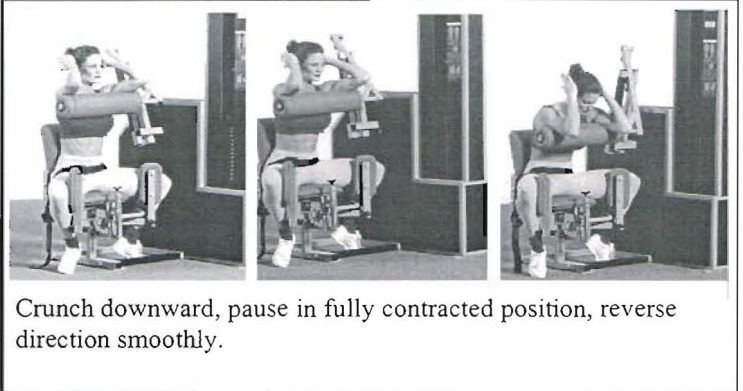 Crunch downward, pause in fully contracted position, reverse
direction smoothly.